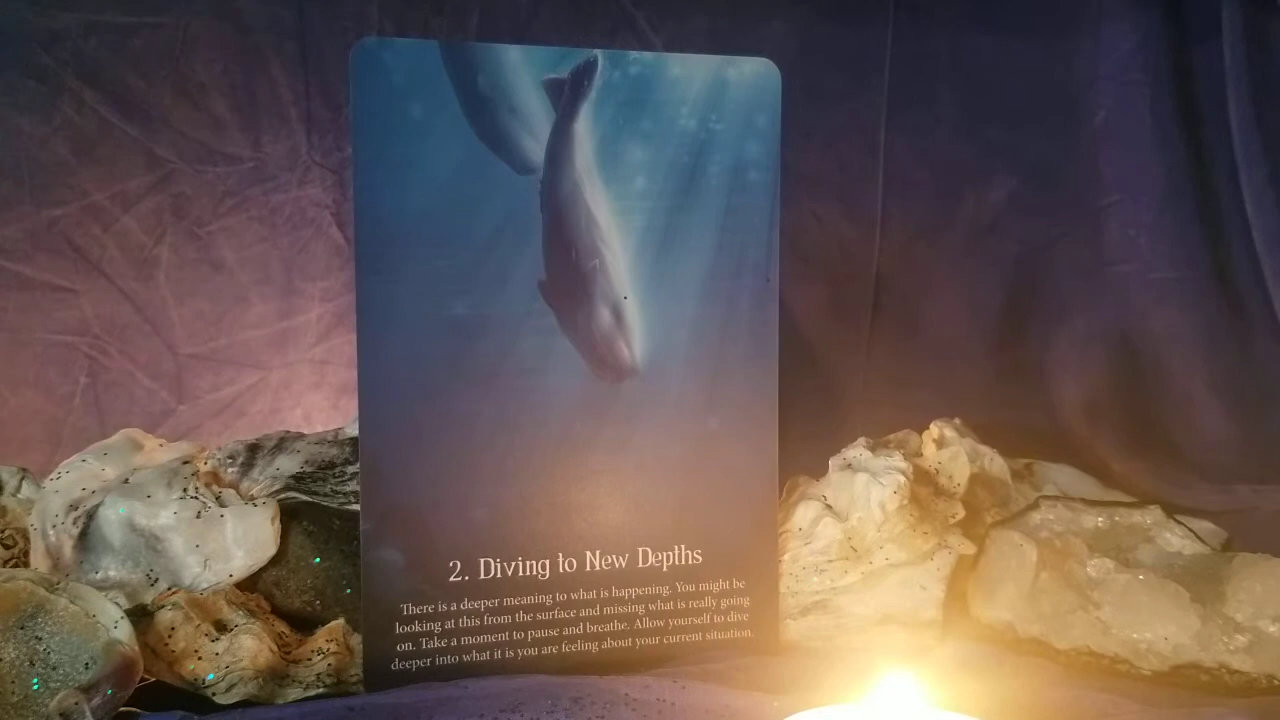 2. Diving to New Depths
There is a deeper meaning to what is happening. You might be
looking at this from the surface and missing what is really going
on. Take a moment to pause and breathe. Allow yourself to dive
deeper into what it is you are feeling about your current situation.